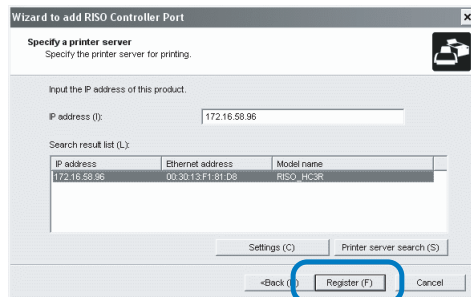 Wizard to add RISO Controller Port
Specify a printer server
Specify the printer server for printing.
Input the IP address of this product.
IP address (I): 172.16.58.96
Search result list (L):
IP address Ethernet address Model name
172.16.58.96 00:30:13:F1:81:D8 RISO_HC3R
Settings (C) Printer server search (S)
<Back Register (F) Cancel